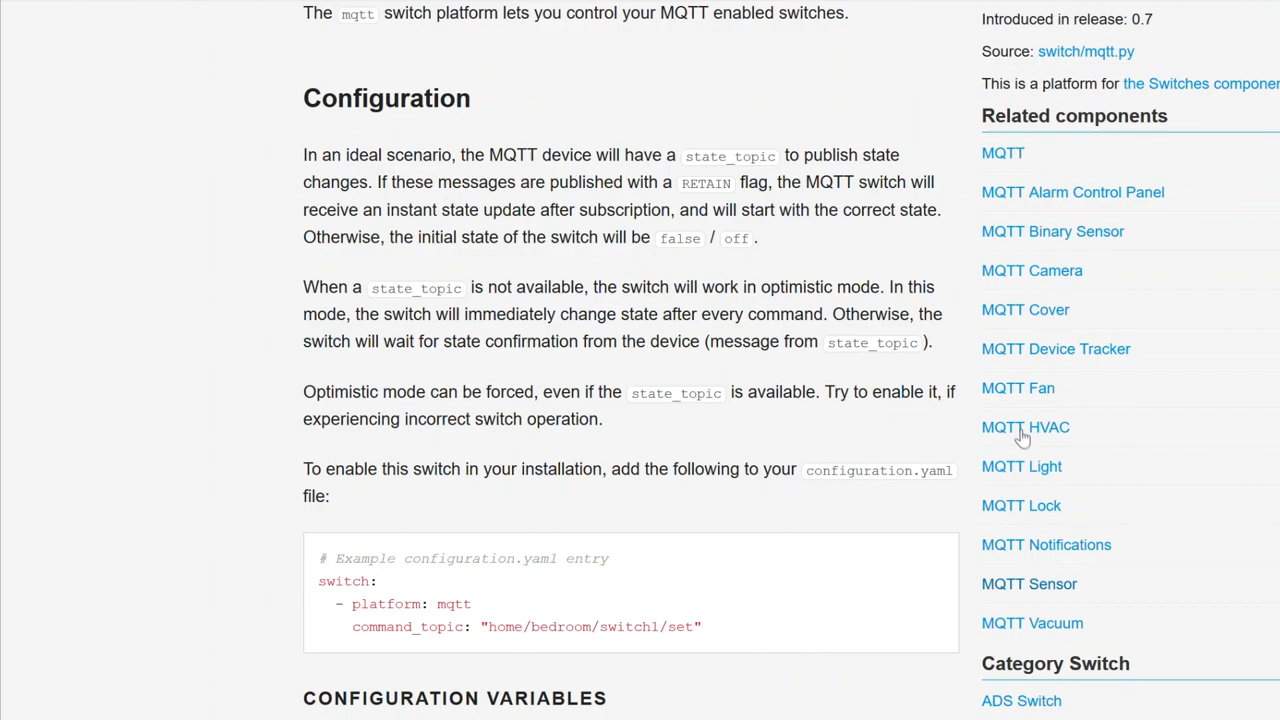 The mqtt switch platform lets you control your MQTT enabled switches.
Configuration
In an ideal scenario, the MQTT device will have a state_topic to publish state
changes. If these messages are published with a RETAIN flag, the MQTT switch will
receive an instant state update after subscription, and will start with the correct state.
Otherwise, the initial state of the switch will be false / off .
When a state_topic is not available, the switch will work in optimistic mode. In this
mode, the switch will immediately change state after every command. Otherwise, the
switch will wait for state confirmation from the device (message from state_topic ).
Optimistic mode can be forced, even if the state_topic is available. Try to enable it, if
experiencing incorrect switch operation.
To enable this switch in your installation, add the following to your configuration.yaml
file:
# Example configuration.yaml entry
switch:
- platform: mqtt
command_topic: "home/bedroom/switch1/set"
CONFIGURATION VARIABLES
Introduced in release: 0.7
Source: switch/mqtt.py
This is a platform for the Switches componen
Related components
MQTT
MQTT Alarm Control Panel
MQTT Binary Sensor
MQTT Camera
MQTT Cover
MQTT Device Tracker
MQTT Fan
MQTT HVAC
MQTT Light
MQTT Lock
MQTT Notifications
MQTT Sensor
MQTT Vacuum
Category Switch
ADS Switch